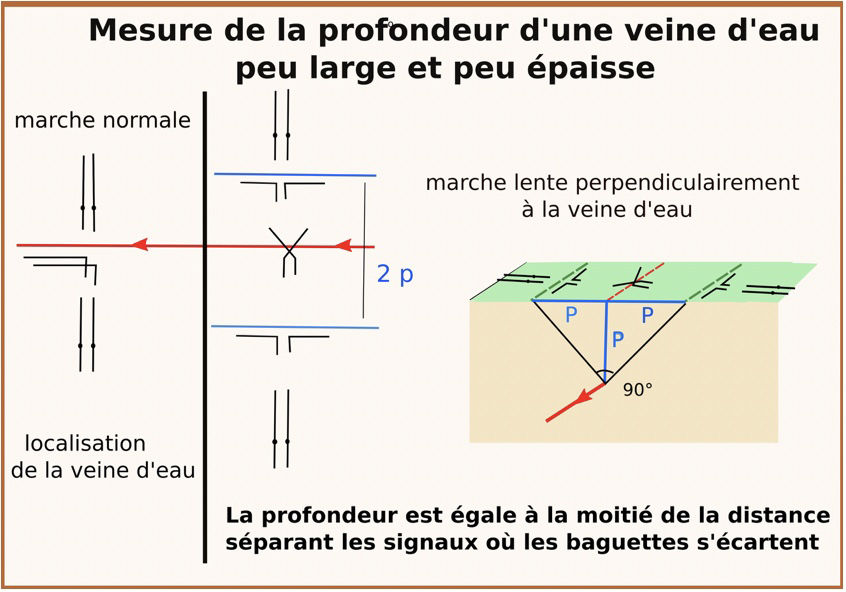 Mesure de la profondeur d'une veine d'eau
peu large et peu épaisse
marche normale
localisation
de la veine d'eau
2 p
marche lente perpendiculairement
à la veine d'eau
P
P
P
90°
La profondeur est égale à la moitié de la distance
séparant les signaux où les baguettes s'écartent